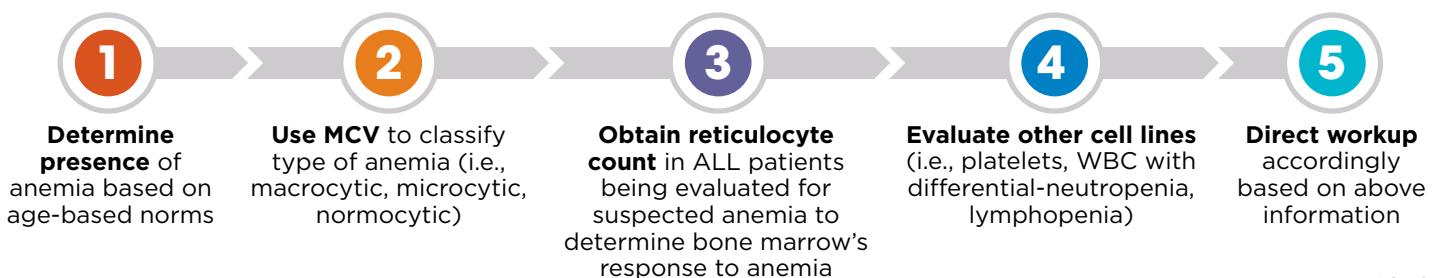 1
Determine
presence of
anemia based on
age-based norms
2
Use MCV to classify
type of anemia (i.e.,
macrocytic, microcytic,
normocytic)
3
Obtain reticulocyte
count in ALL patients
being evaluated for
suspected anemia to
determine bone marrow's
response to anemia
4
Evaluate other cell lines
(i.e., platelets, WBC with
differential-neutropenia,
lymphopenia)
5
Direct workup
accordingly
based on above
information